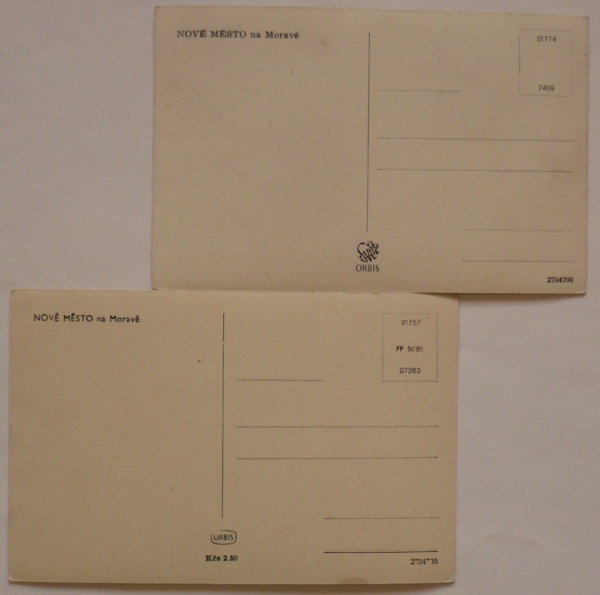 NOVÉ MĚSTO na Moravě
21774
7409
ORBIS
2704706
NOVÉ MĚSTO na Moravě
21757
FP 5081
07380
ORBIS
Kčs 2.50